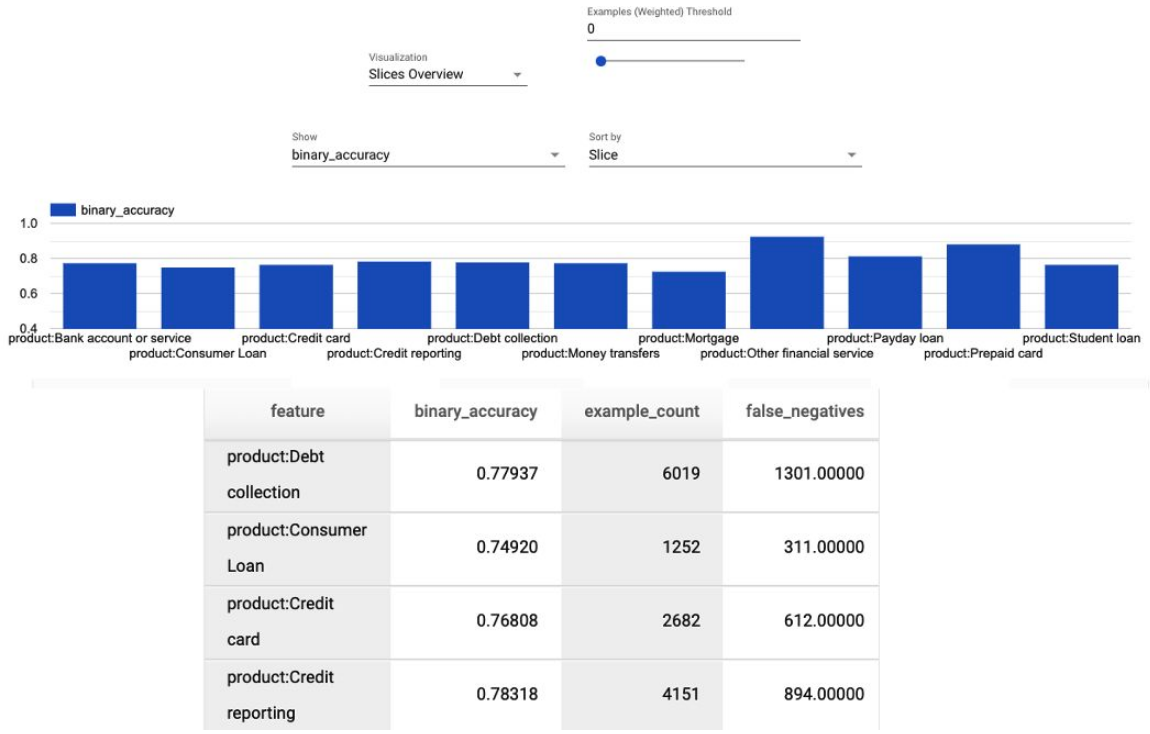 Examples (Weighted) Threshold
0
Visualization
Slices Overview
Show
binary_accuracy
Sort by
Slice
binary_accuracy
1.0
0.8
0.6
0.4
product:Bank account or service
product:Credit card
product:Debt collection
product:Mortgage
product:Payday loan
product:Student loan
product:Consumer Loan
product:Credit reporting
product:Money transfers
product:Other financial service
product:Prepaid card
feature binary_accuracy example_count false_negatives
product:Debt
collection
0.77937 6019 1301.00000
product:Consumer
Loan
0.74920 1252 311.00000
product:Credit
card
0.76808 2682 612.00000
product:Credit
reporting
0.78318 4151 894.00000